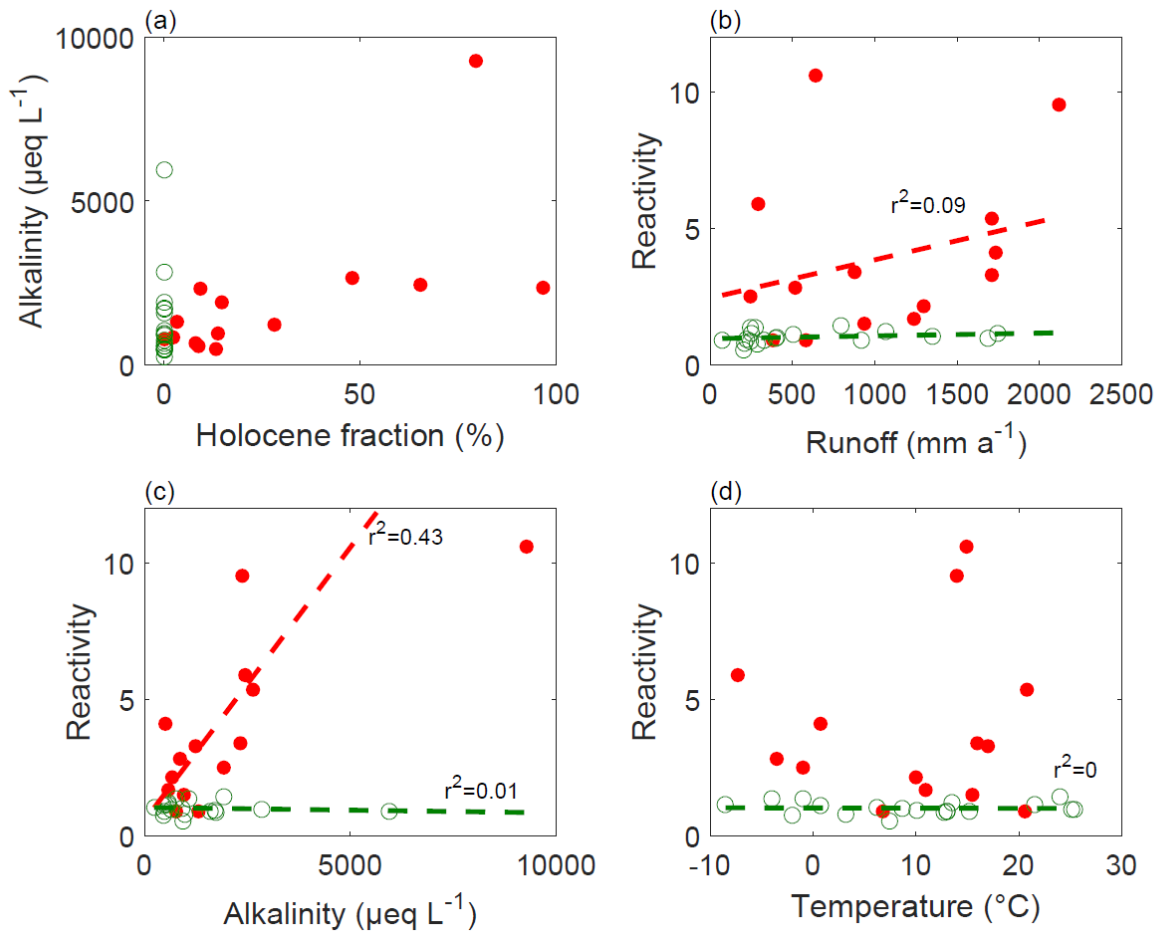 (a)
10000
5000
0
Alkalinity (µeq L⁻¹)
0 50 100
Holocene fraction (%)
(b)
10
5
0
Reactivity
r²=0.09
0 500 1000 1500 2000 2500
Runoff (mm a⁻¹)
(c)
10
5
0
Reactivity
r²=0.43
r²=0.01
0 5000 10000
Alkalinity (µeq L⁻¹)
(d)
10
5
0
Reactivity
r²=0
-10 0 10 20 30
Temperature (°C)